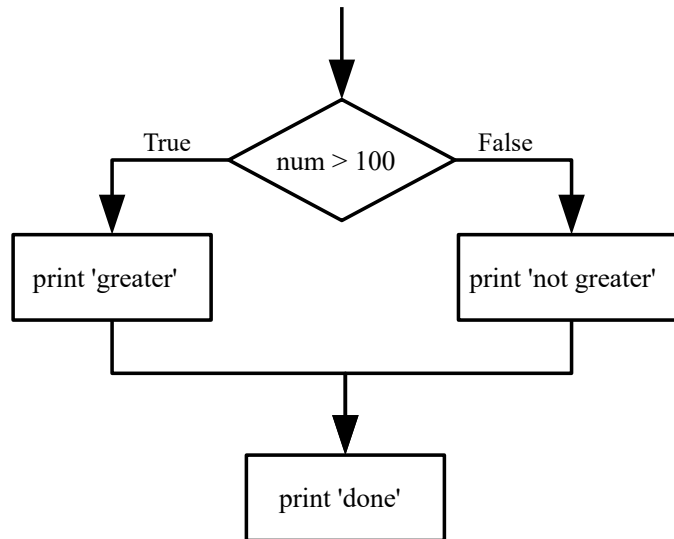 num > 100
True
False
print 'greater'
print 'not greater'
print 'done'